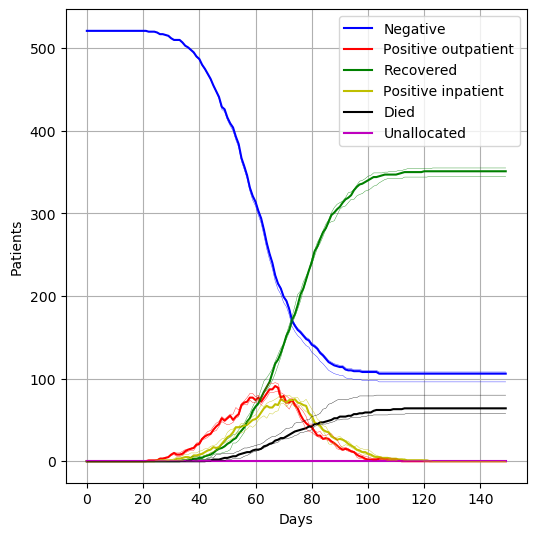 Negative
Positive outpatient
Recovered
Positive inpatient
Died
Unallocated
500
400
300
200
100
0
Patients
0 20 40 60 80 100 120 140
Days